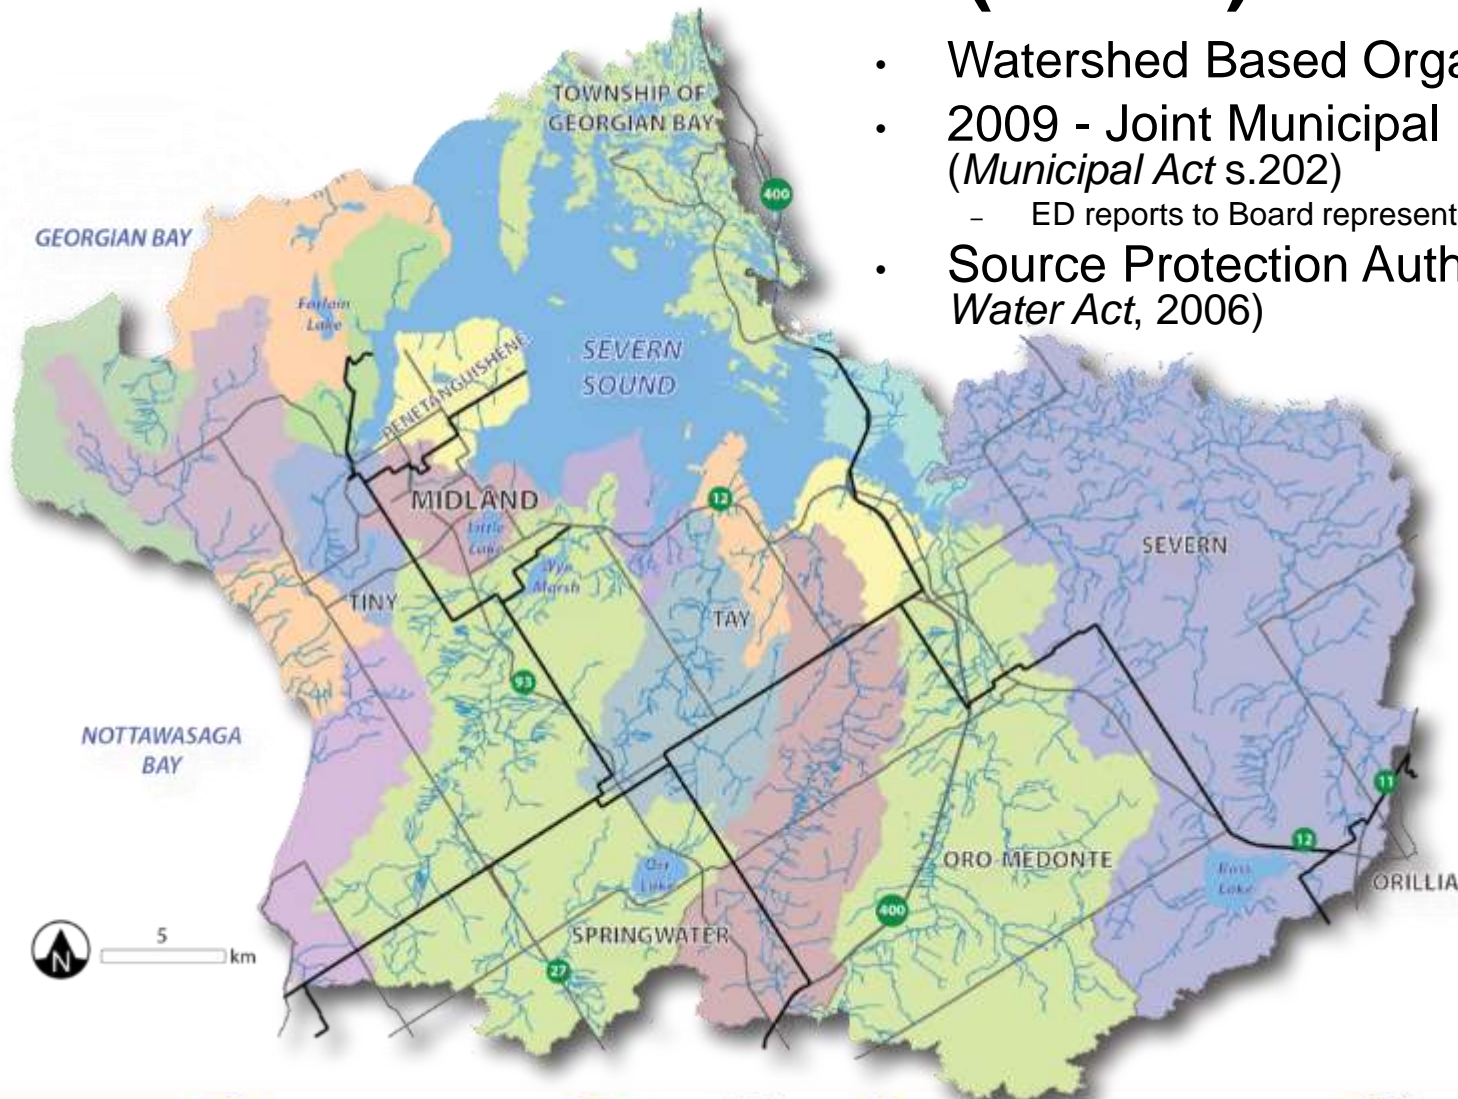 • Watershed Based Orga
• 2009 - Joint Municipal
(Municipal Act s.202)
– ED reports to Board represent
• Source Protection Auth
Water Act, 2006)
TOWNSHIP OF
GEORGIAN BAY
400
GEORGIAN BAY
Farlain
Lake
SEVERN
SOUND
PENETANGUISHENE
MIDLAND
12
Little
Lake
Wye
Marsh
SEVERN
TINY
TAY
93
NOTTAWASAGA
BAY
11
12
Orr
Lake
ORO-MEDONTE
Bass
Lake
ORILLIA
400
SPRINGWATER
27
N
5
km